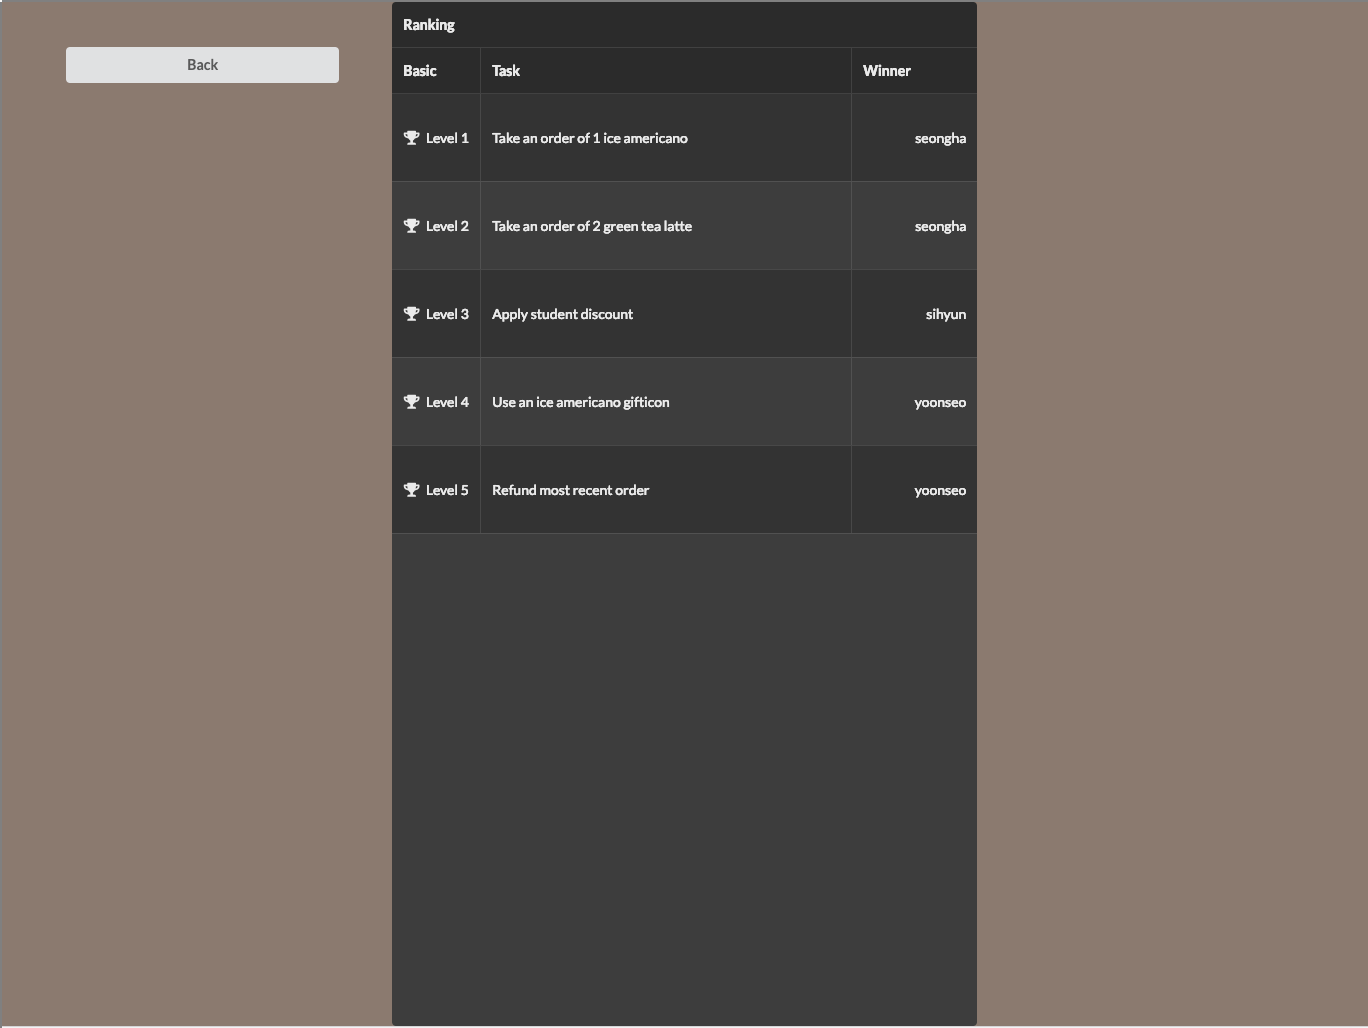 Back
Ranking
Basic Task Winner
Level 1 Take an order of 1 ice americano seongha
Level 2 Take an order of 2 green tea latte seongha
Level 3 Apply student discount sihyun
Level 4 Use an ice americano gifticon yoonseo
Level 5 Refund most recent order yoonseo